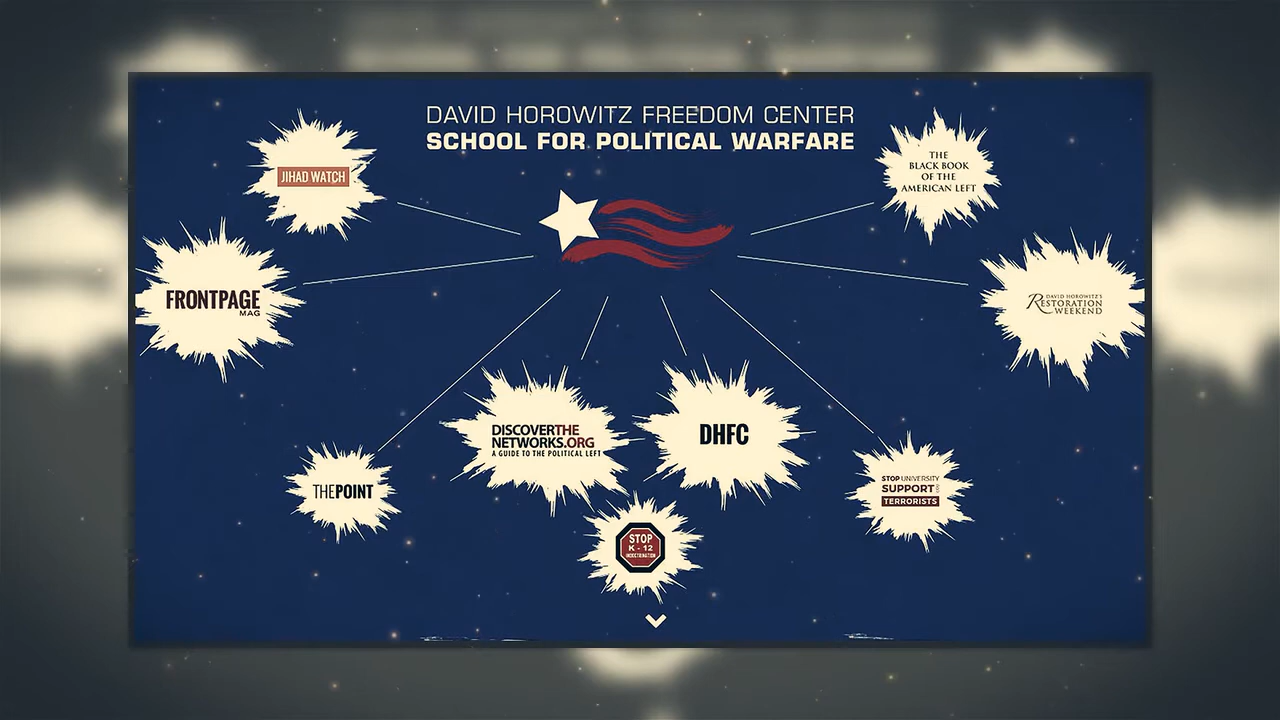 DAVID HOROWITZ FREEDOM CENTER
SCHOOL FOR POLITICAL WARFARE
JIHAD WATCH
THE
BLACK BOOK
OF THE
AMERICAN LEFT
FRONTPAGE
MAG
DAVID HOROWITZ'S
RESTORATION
WEEKEND
DISCOVERTHE
NETWORKS.ORG
A GUIDE TO THE POLITICAL LEFT
DHFC
THEPOINT
STOP UNIVERSITY
SUPPORT
TERRORISTS
STOP
K - 12
INDOCTRINATION